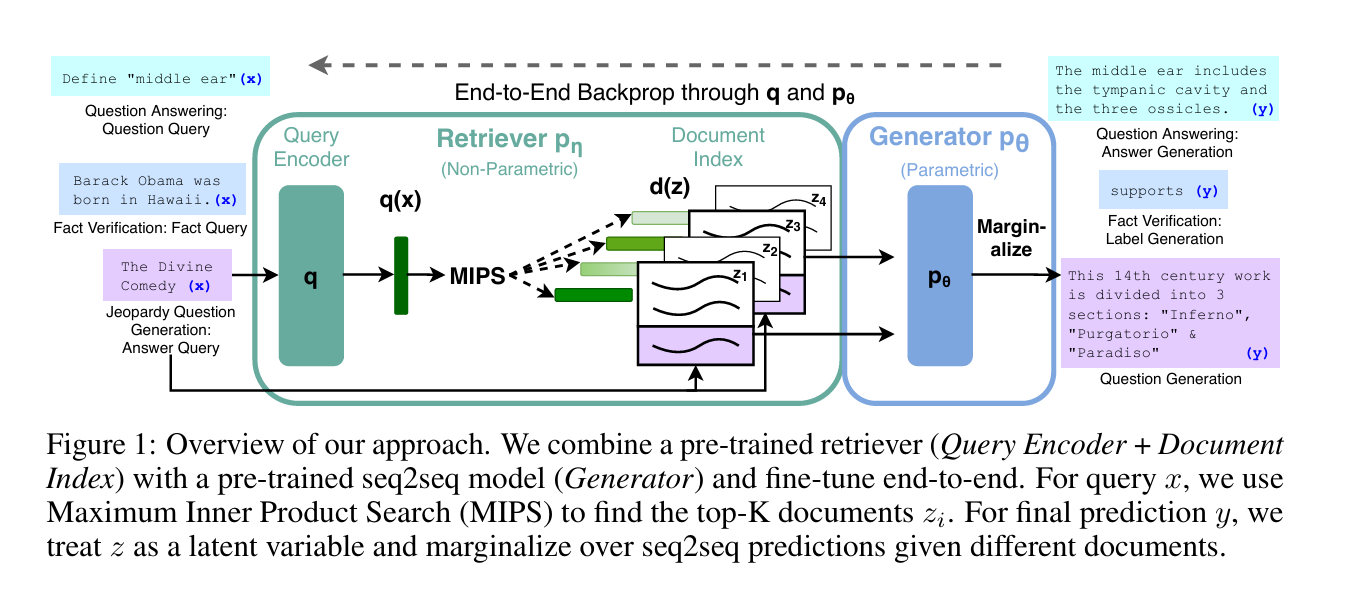 Define "middle ear" (x)
Question Answering:
Question Query
Barack Obama was
born in Hawaii. (x)
Fact Verification: Fact Query
The Divine
Comedy (x)
Jeopardy Question
Generation:
Answer Query
End-to-End Backprop through q and pθ
Query
Encoder
Retriever pη
(Non-Parametric)
Document
Index
q
q(x)
MIPS
d(z)
z4
z3
z2
z1
Generator pθ
(Parametric)
pθ
Margin-
alize
The middle ear includes
the tympanic cavity and
the three ossicles. (y)
Question Answering:
Answer Generation
supports (y)
Fact Verification:
Label Generation
This 14th century work
is divided into 3
sections: "Inferno",
"Purgatorio" &
"Paradiso" (y)
Question Generation
Figure 1: Overview of our approach. We combine a pre-trained retriever (Query Encoder + Document
Index) with a pre-trained seq2seq model (Generator) and fine-tune end-to-end. For query x, we use
Maximum Inner Product Search (MIPS) to find the top-K documents zi. For final prediction y, we
treat z as a latent variable and marginalize over seq2seq predictions given different documents.